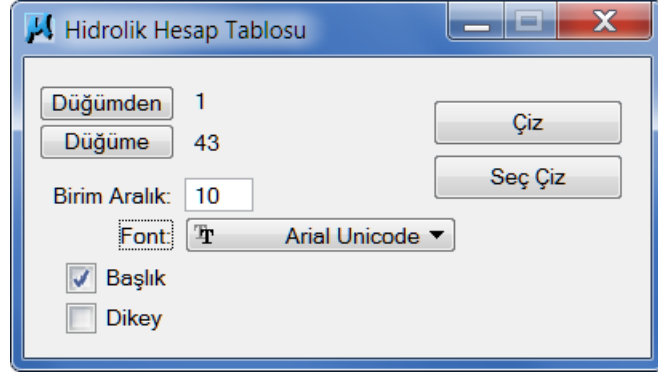 Hidrolik Hesap Tablosu
Düğümden 1
Çiz
Düğüme 43
Seç Çiz
Birim Aralık: 10
Font: Arial Unicode
Başlık
Dikey